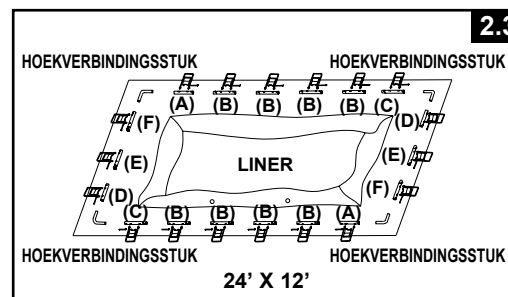 2.3
HOEKVERBINDINGSSTUK HOEKVERBINDINGSSTUK
(A) (B) (B) (B) (B) (C)
(F) (D)
(E) LINER (E)
(D) (F)
(C) (B) (B) (B) (B) (A)
HOEKVERBINDINGSSTUK HOEKVERBINDINGSSTUK
24' X 12'